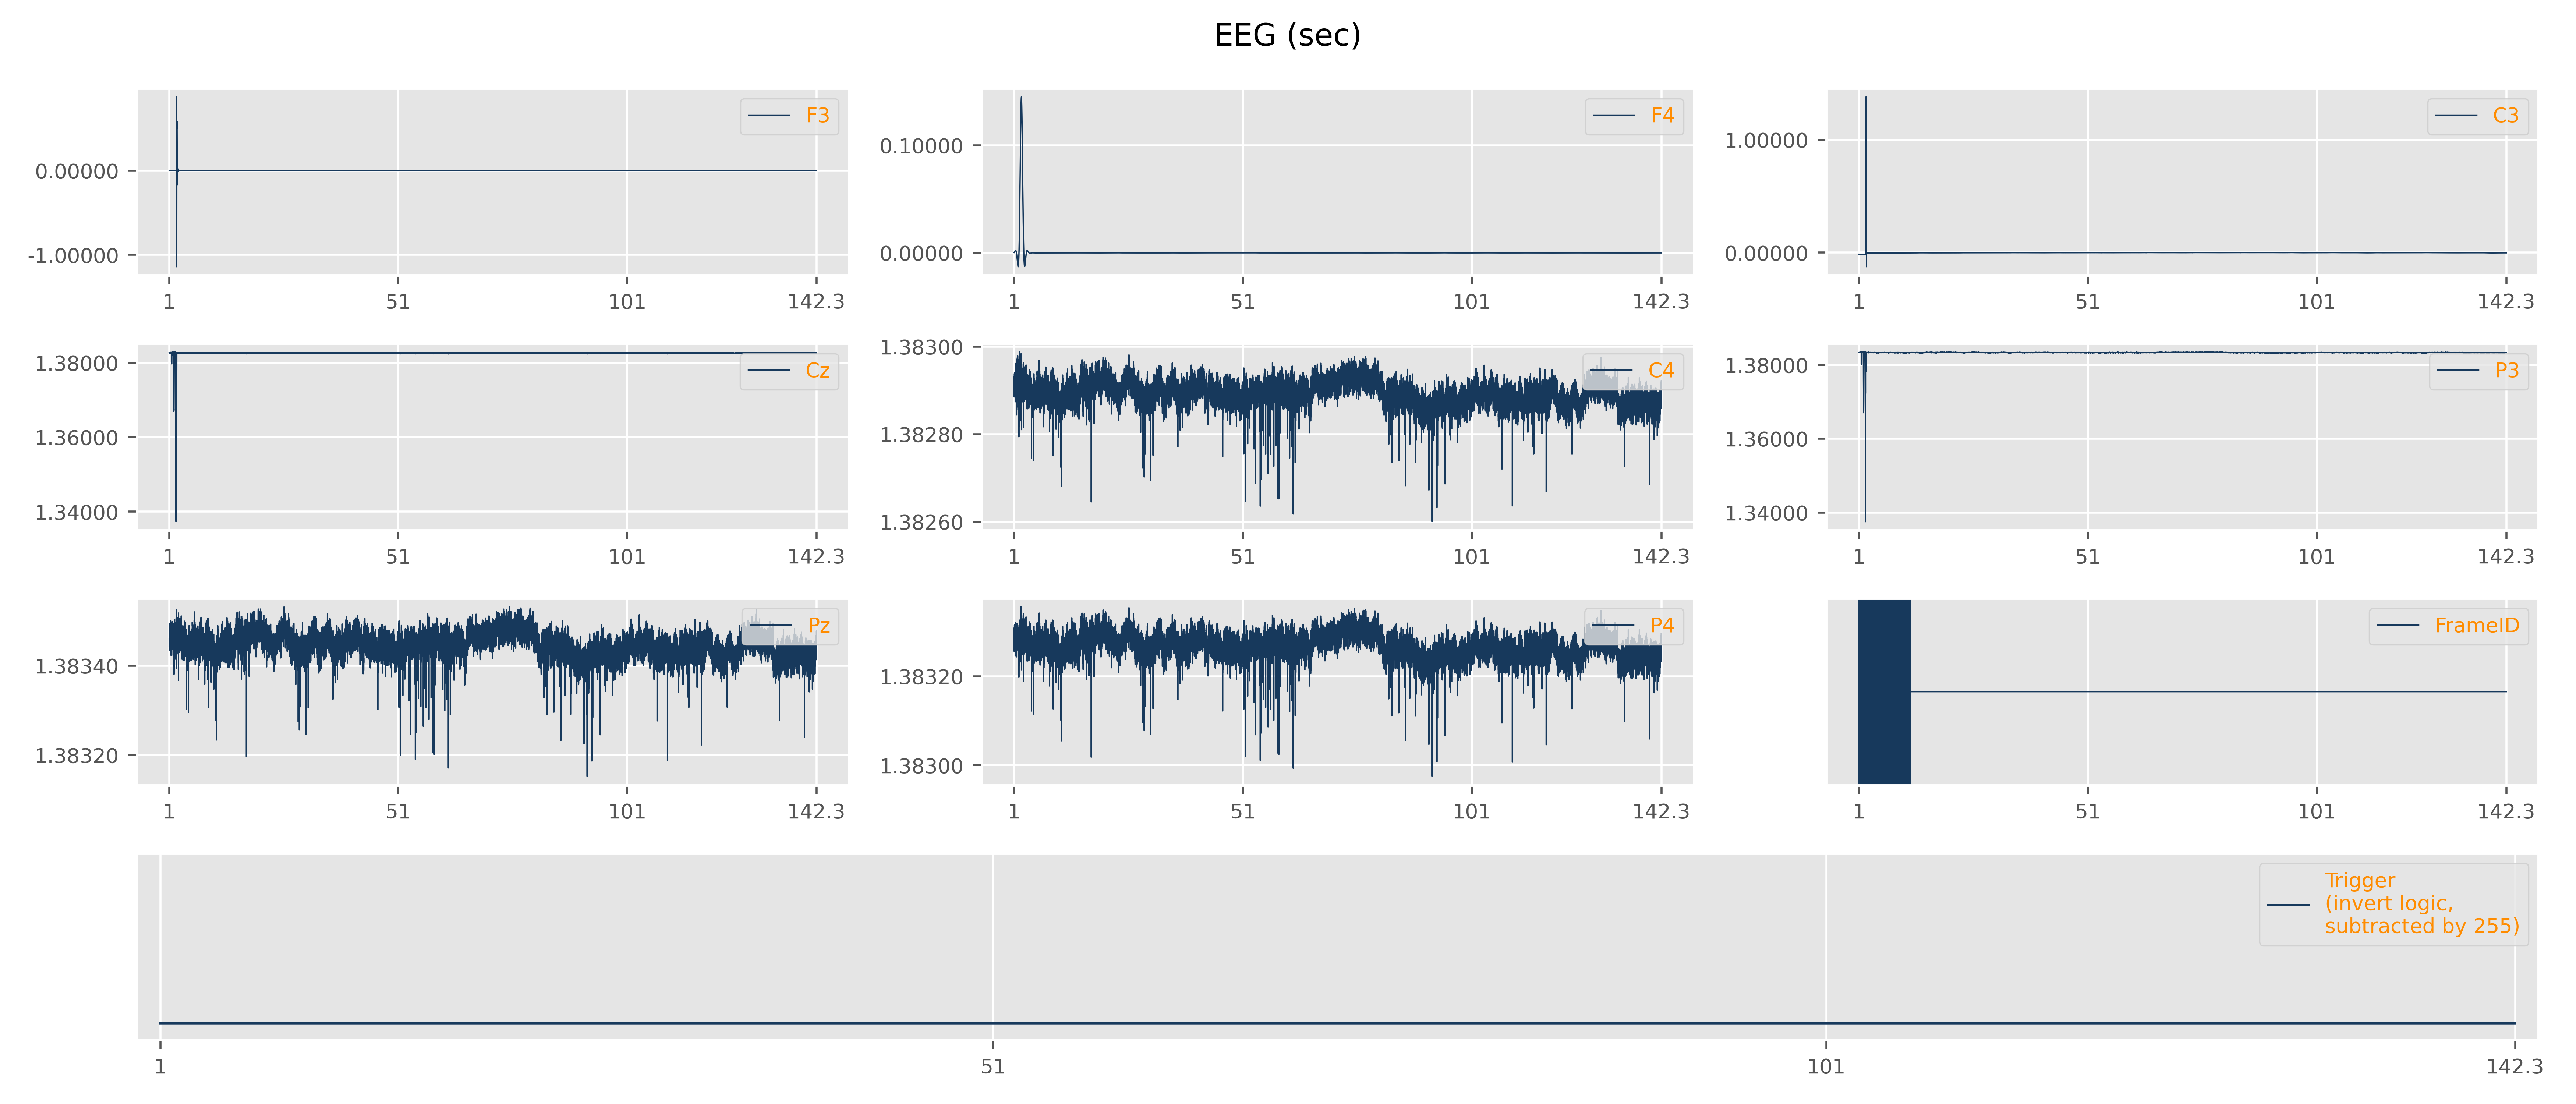 EEG (sec)
F3
0.00000
-1.00000
1 51 101 142.3
F4
0.10000
0.00000
1 51 101 142.3
C3
1.00000
0.00000
1 51 101 142.3
Cz
1.38000
1.36000
1.34000
1 51 101 142.3
C4
1.38300
1.38280
1.38260
1 51 101 142.3
P3
1.38000
1.36000
1.34000
1 51 101 142.3
Pz
1.38340
1.38320
1 51 101 142.3
P4
1.38320
1.38300
1 51 101 142.3
FrameID
1 51 101 142.3
Trigger
(invert logic,
subtracted by 255)
1 51 101 142.3